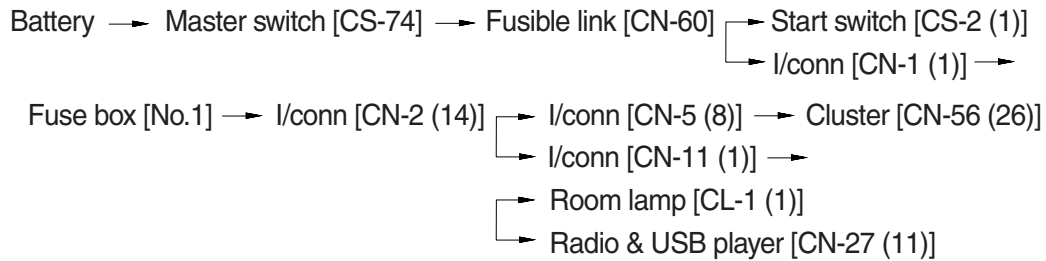 Battery → Master switch [CS-74] → Fusible link [CN-60] → Start switch [CS-2 (1)]
→ I/conn [CN-1 (1)] →
Fuse box [No.1] → I/conn [CN-2 (14)] → I/conn [CN-5 (8)] → Cluster [CN-56 (26)]
→ I/conn [CN-11 (1)] →
→ Room lamp [CL-1 (1)]
→ Radio & USB player [CN-27 (11)]